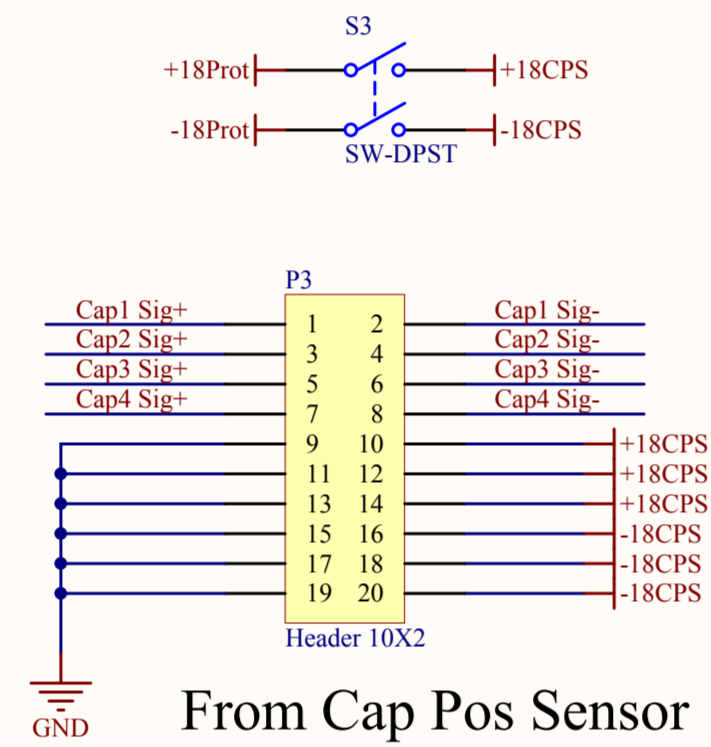 S3
+18Prot +18CPS
-18Prot -18CPS
SW-DPST
P3
Cap1 Sig+ 1 2 Cap1 Sig-
Cap2 Sig+ 3 4 Cap2 Sig-
Cap3 Sig+ 5 6 Cap3 Sig-
Cap4 Sig+ 7 8 Cap4 Sig-
9 10 +18CPS
11 12 +18CPS
13 14 +18CPS
15 16 -18CPS
17 18 -18CPS
19 20 -18CPS
Header 10X2
GND
From Cap Pos Sensor